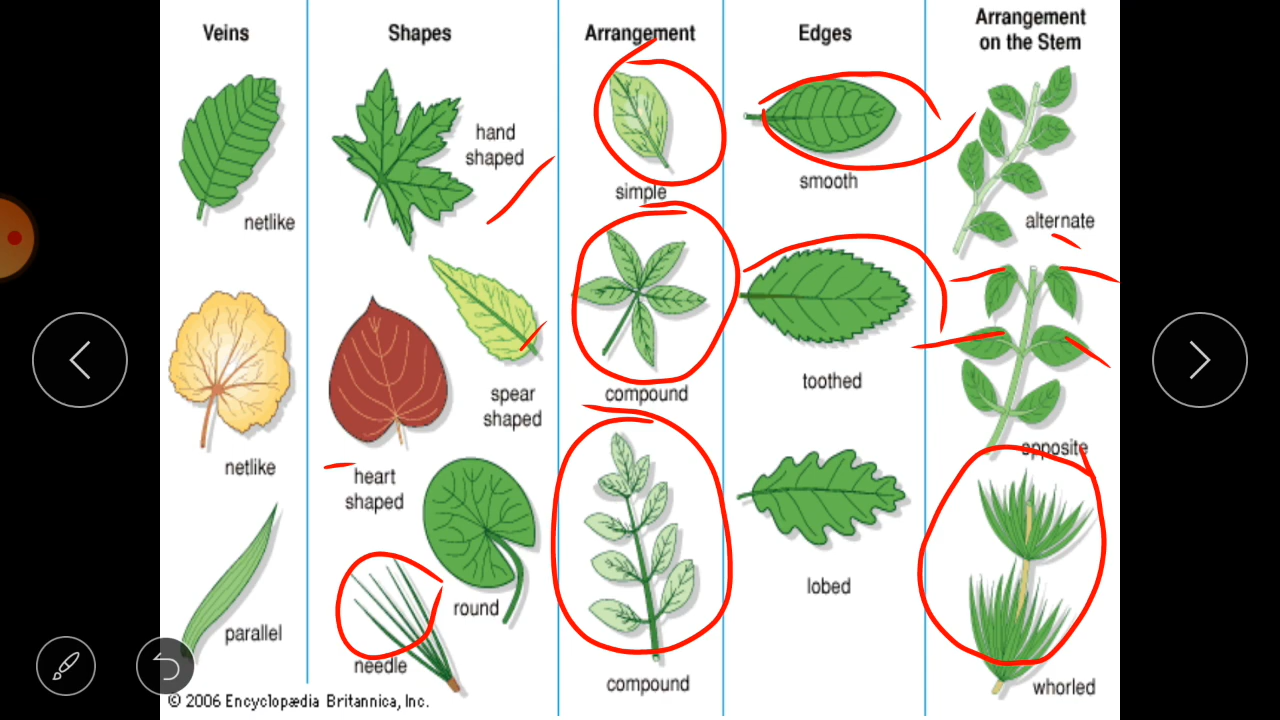 Veins
Shapes
Arrangement
Edges
Arrangement
on the Stem
netlike
netlike
parallel
hand
shaped
spear
shaped
heart
shaped
round
needle
simple
compound
compound
smooth
toothed
lobed
alternate
opposite
whorled
© 2006 Encyclopædia Britannica, Inc.